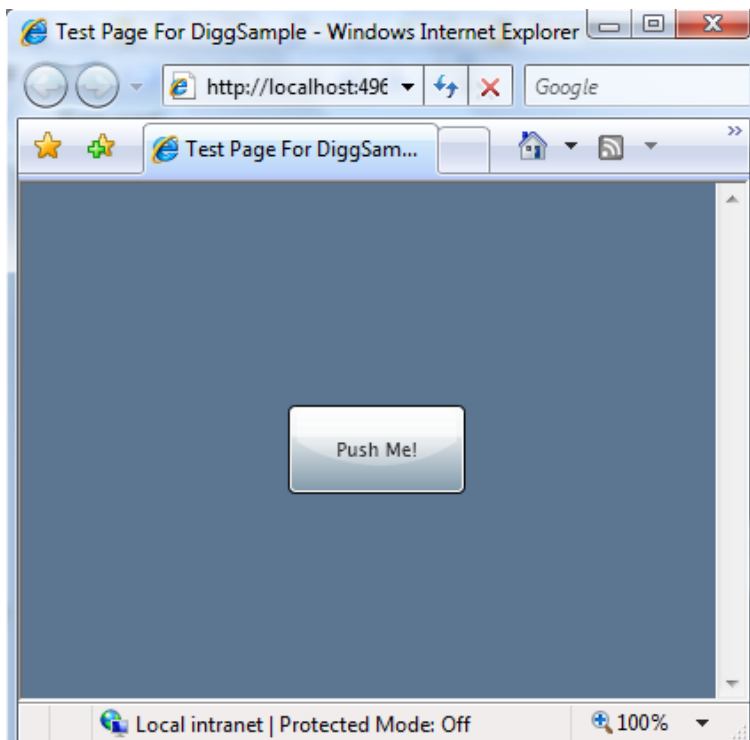 Test Page For DiggSample - Windows Internet Explorer
http://localhost:496
Google
Test Page For DiggSam...
Push Me!
Local intranet | Protected Mode: Off
100%